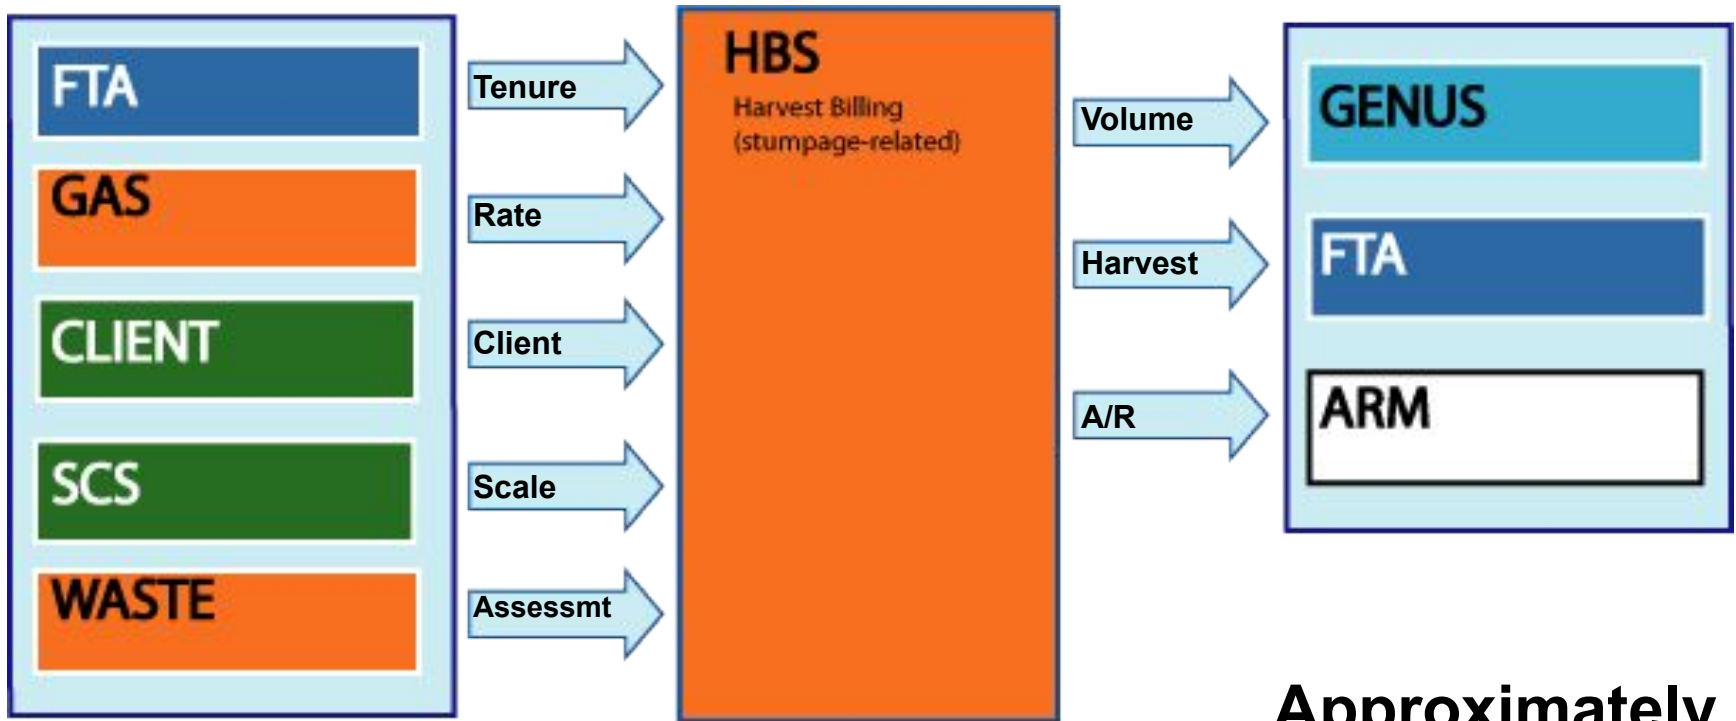 FTA
GAS
CLIENT
SCS
WASTE
Tenure
Rate
Client
Scale
Assessmt
HBS
Harvest Billing
(stumpage-related)
Volume
Harvest
A/R
GENUS
FTA
ARM
Approximately